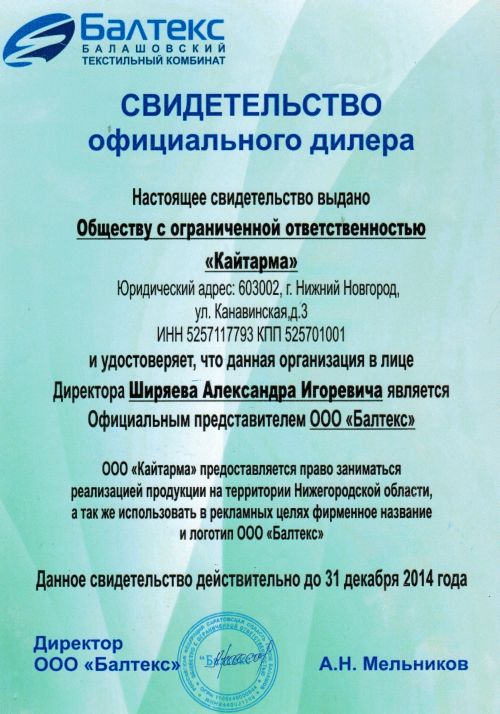 Балтекс
БАЛАШОВСКИЙ
ТЕКСТИЛЬНЫЙ КОМБИНАТ
СВИДЕТЕЛЬСТВО
официального дилера
Настоящее свидетельство выдано
Обществу с ограниченной ответственностью
«Кайтарма»
Юридический адрес: 603002, г. Нижний Новгород,
ул. Канавинская,д.3
ИНН 5257117793 КПП 525701001
и удостоверяет, что данная организация в лице
Директора Ширяева Александра Игоревича является
Официальным представителем ООО «Балтекс»
ООО «Кайтарма» предоставляется право заниматься
реализацией продукции на территории Нижегородской области,
а так же использовать в рекламных целях фирменное название
и логотип ООО «Балтекс»
Данное свидетельство действительно до 31 декабря 2014 года
Директор
ООО «Балтекс»
А.Н. Мельников